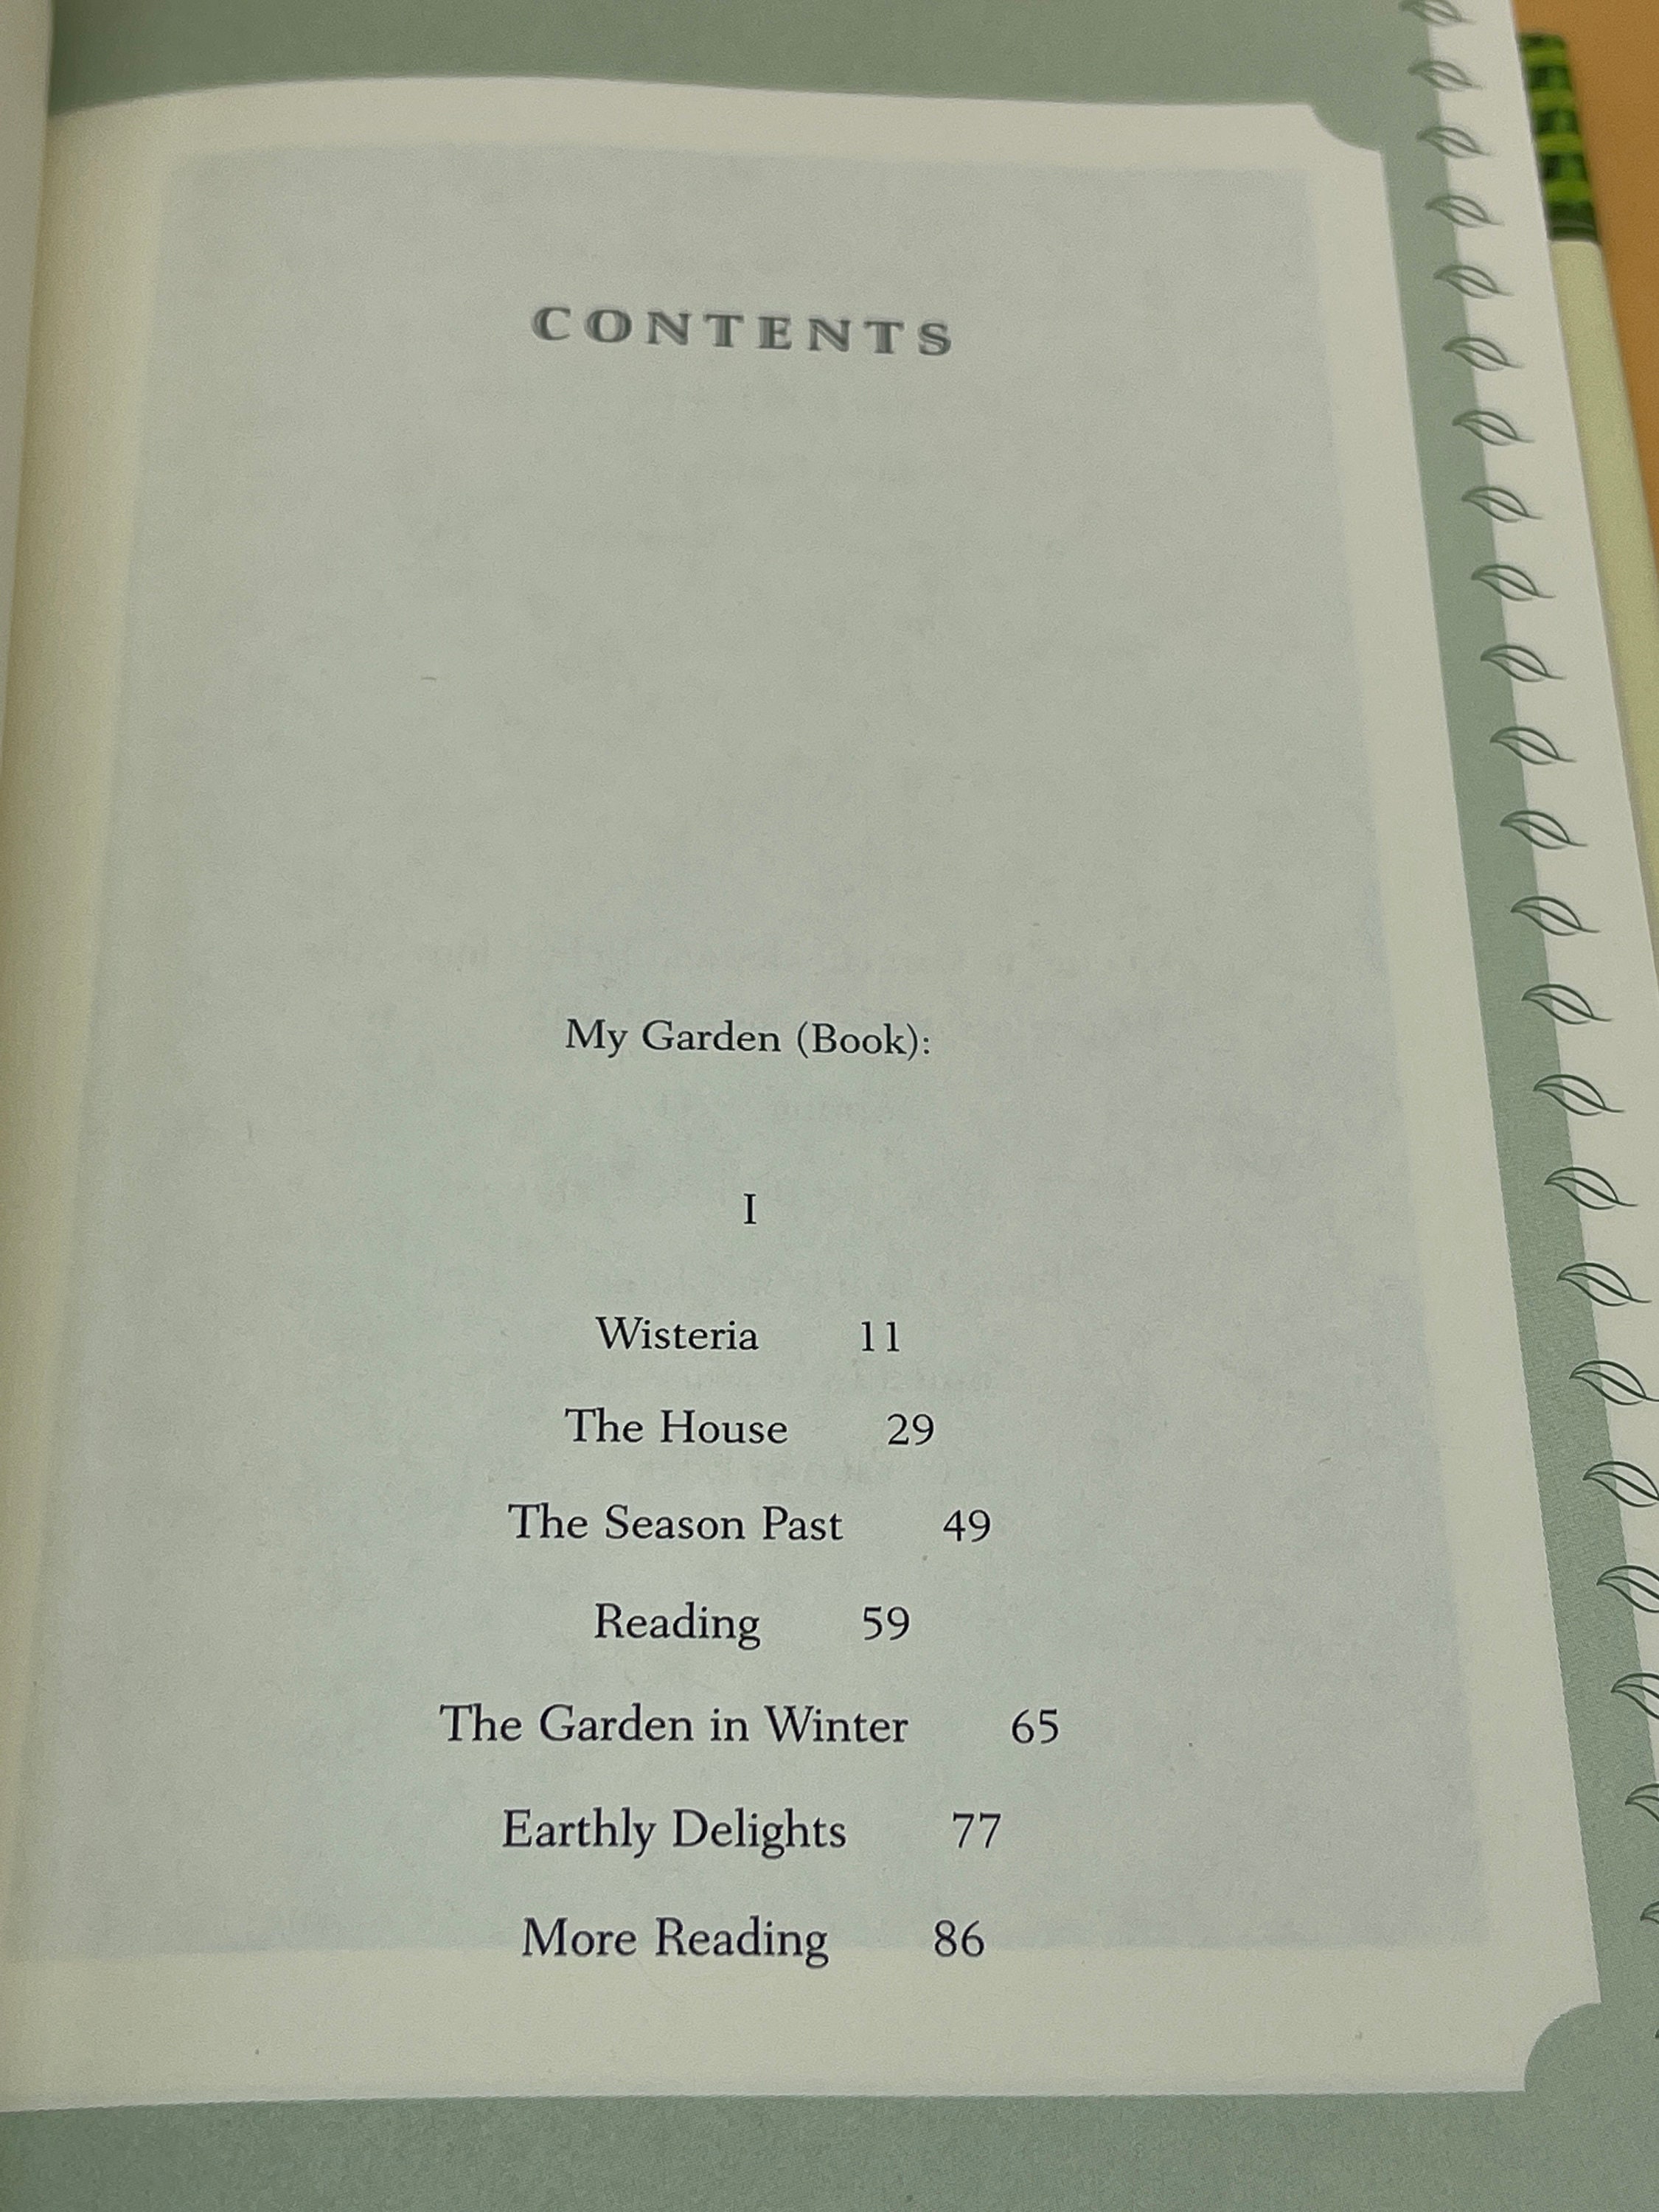 CONTENTS
My Garden (Book):
I
Wisteria 11
The House 29
The Season Past 49
Reading 59
The Garden in Winter 65
Earthly Delights 77
More Reading 86